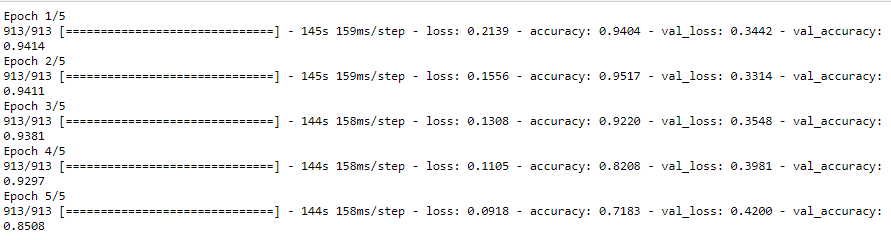 Epoch 1/5
913/913 [==============================] - 145s 159ms/step - loss: 0.2139 - accuracy: 0.9404 - val_loss: 0.3442 - val_accuracy:
0.9414
Epoch 2/5
913/913 [==============================] - 145s 159ms/step - loss: 0.1556 - accuracy: 0.9517 - val_loss: 0.3314 - val_accuracy:
0.9411
Epoch 3/5
913/913 [==============================] - 144s 158ms/step - loss: 0.1308 - accuracy: 0.9220 - val_loss: 0.3548 - val_accuracy:
0.9381
Epoch 4/5
913/913 [==============================] - 144s 158ms/step - loss: 0.1105 - accuracy: 0.8208 - val_loss: 0.3981 - val_accuracy:
0.9297
Epoch 5/5
913/913 [==============================] - 144s 158ms/step - loss: 0.0918 - accuracy: 0.7183 - val_loss: 0.4200 - val_accuracy:
0.8508